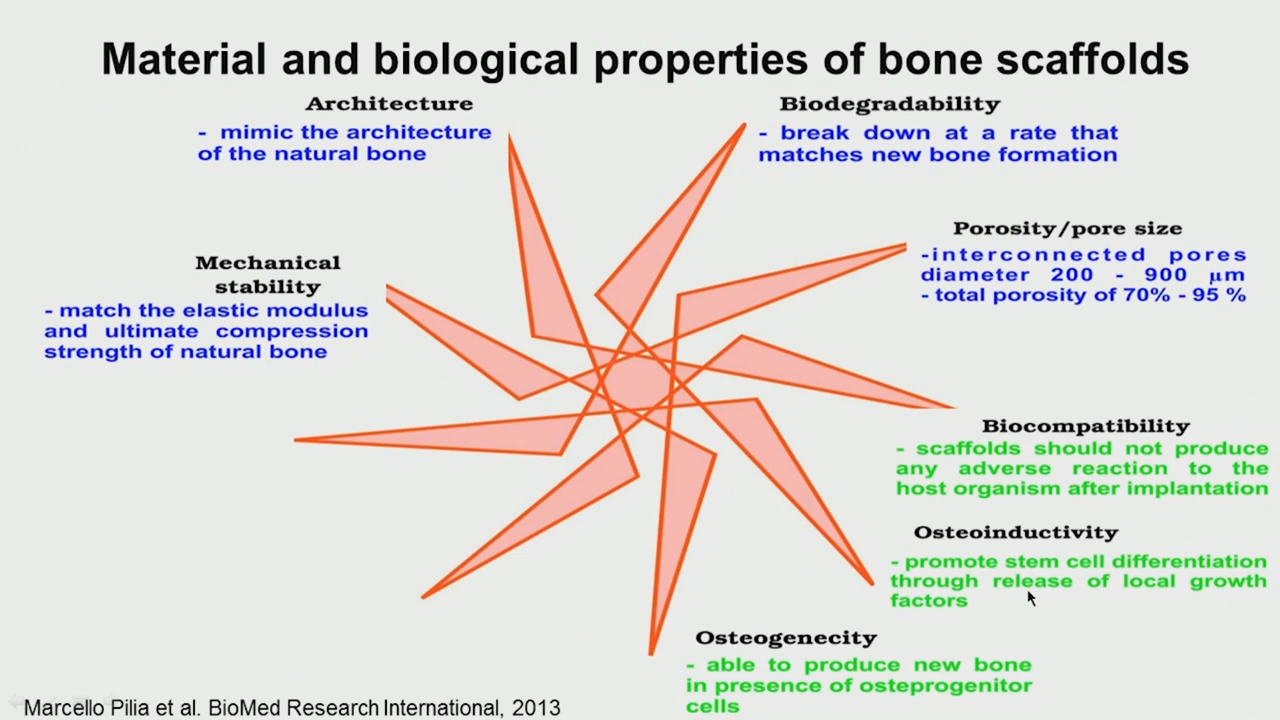 Material and biological properties of bone scaffolds
Architecture
- mimic the architecture
of the natural bone
Biodegradability
- break down at a rate that
matches new bone formation
Porosity/pore size
-interconnected pores
diameter 200 - 900 μm
- total porosity of 70% - 95 %
Mechanical
stability
- match the elastic modulus
and ultimate compression
strength of natural bone
Biocompatibility
- scaffolds should not produce
any adverse reaction to the
host organism after implantation
Osteoinductivity
- promote stem cell differentiation
through release of local growth
factors
Osteogenecity
- able to produce new bone
in presence of osteprogenitor
cells
Marcello Pilia et al. BioMed Research International, 2013